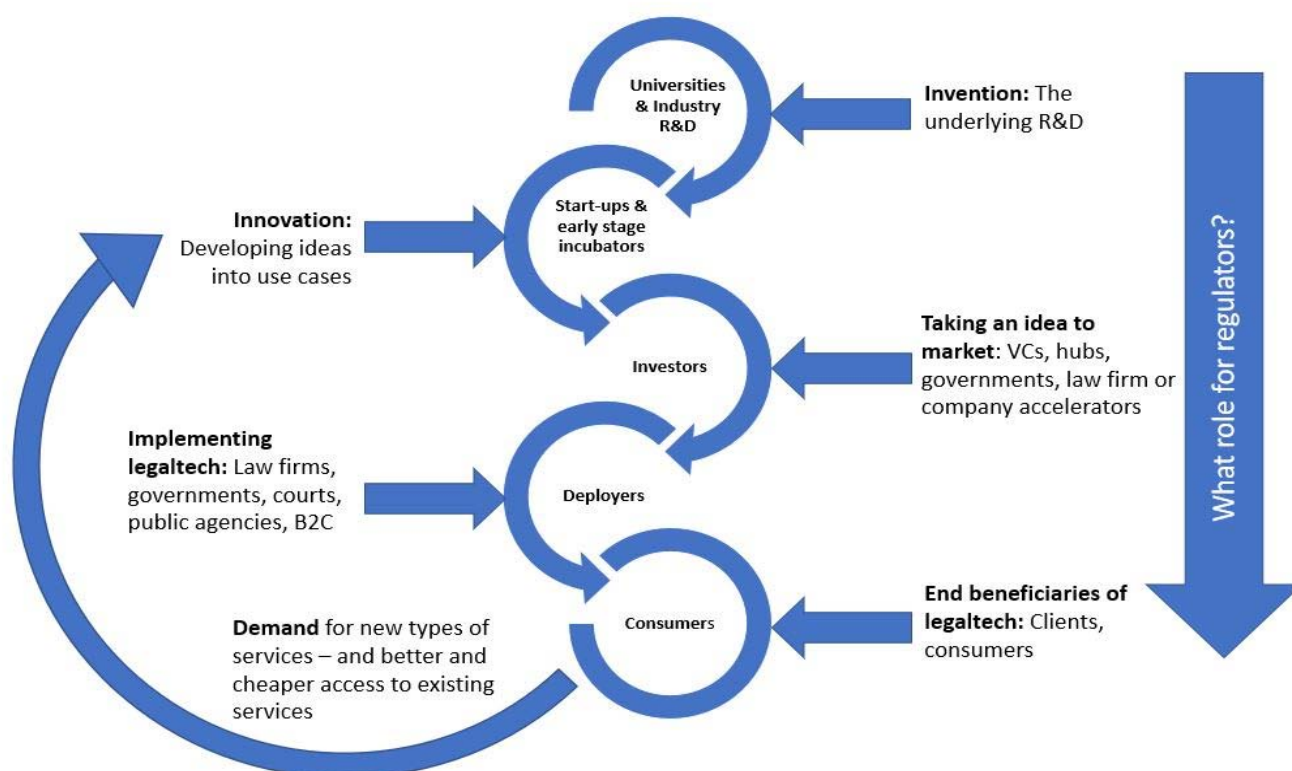 Universities
& Industry
R&D
Invention: The
underlying R&D
Start-ups &
early stage
incubators
Innovation:
Developing ideas
into use cases
Investors
Taking an idea to
market: VCs, hubs,
governments, law firm or
company accelerators
Implementing
legaltech: Law firms,
governments, courts,
public agencies, B2C
Deployers
Consumers
End beneficiaries of
legaltech: Clients,
consumers
Demand for new types of
services – and better and
cheaper access to existing
services
What role for regulators?